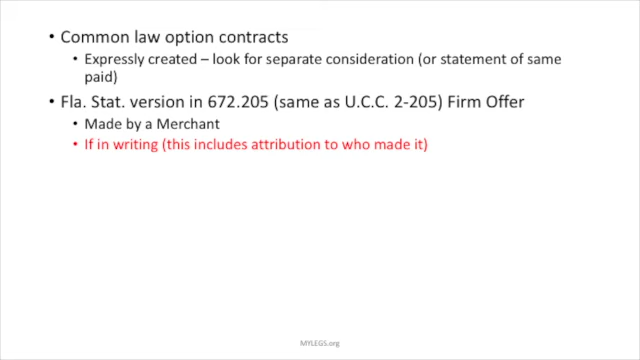 • Common law option contracts
• Expressly created – look for separate consideration (or statement of same
paid)
• Fla. Stat. version in 672.205 (same as U.C.C. 2-205) Firm Offer
• Made by a Merchant
• If in writing (this includes attribution to who made it)
MYLEGS.org